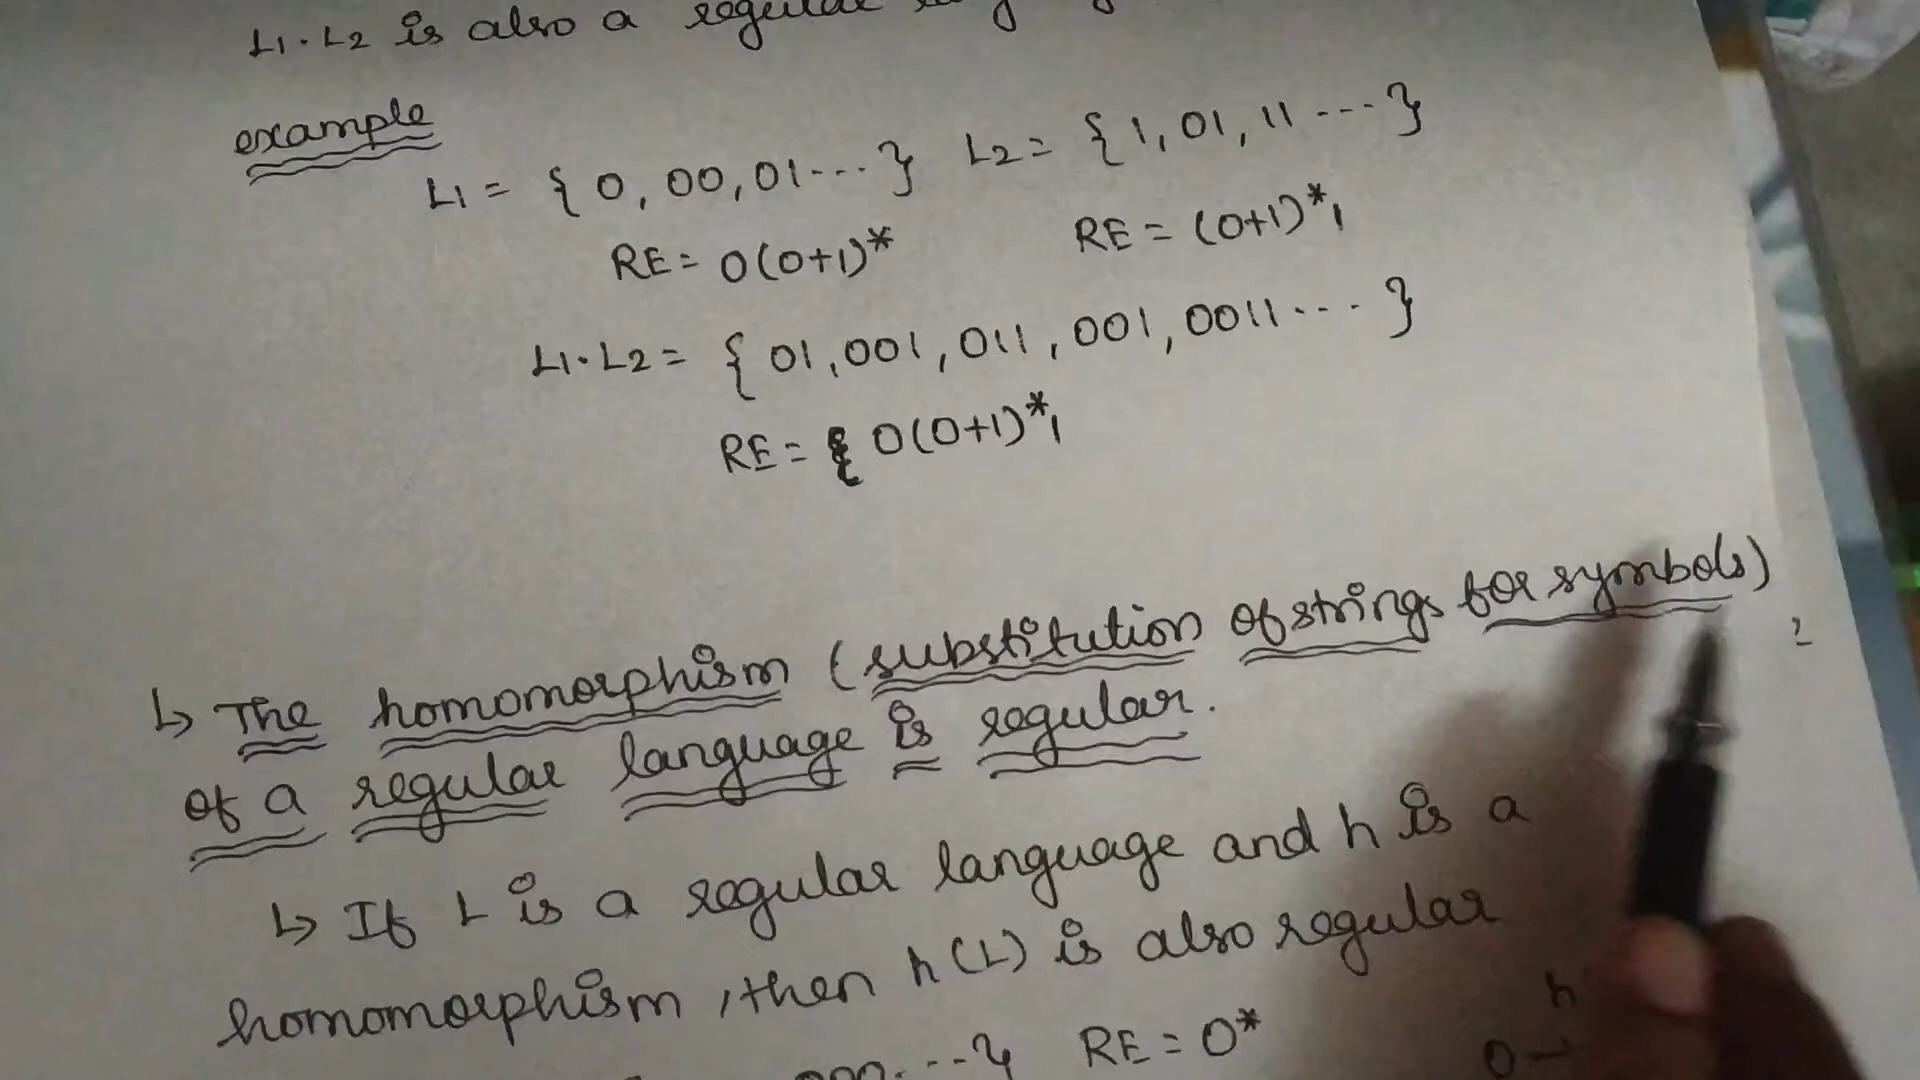 L1.L2 is also a regular
example
L1 = { 0, 00, 01--- } L2 = { 1, 01, 11 --- }
RE = 0(0+1)* RE = (0+1)*1
L1.L2 = { 01, 001, 011, 001, 0011--- }
RE = 0(0+1)*1
↳ The homomorphism (substitution of strings for symbols)
of a regular language is regular.
↳ If L is a regular language and h is a
homomorphism, then h(L) is also regular
h
000. --- } RE = 0*
0